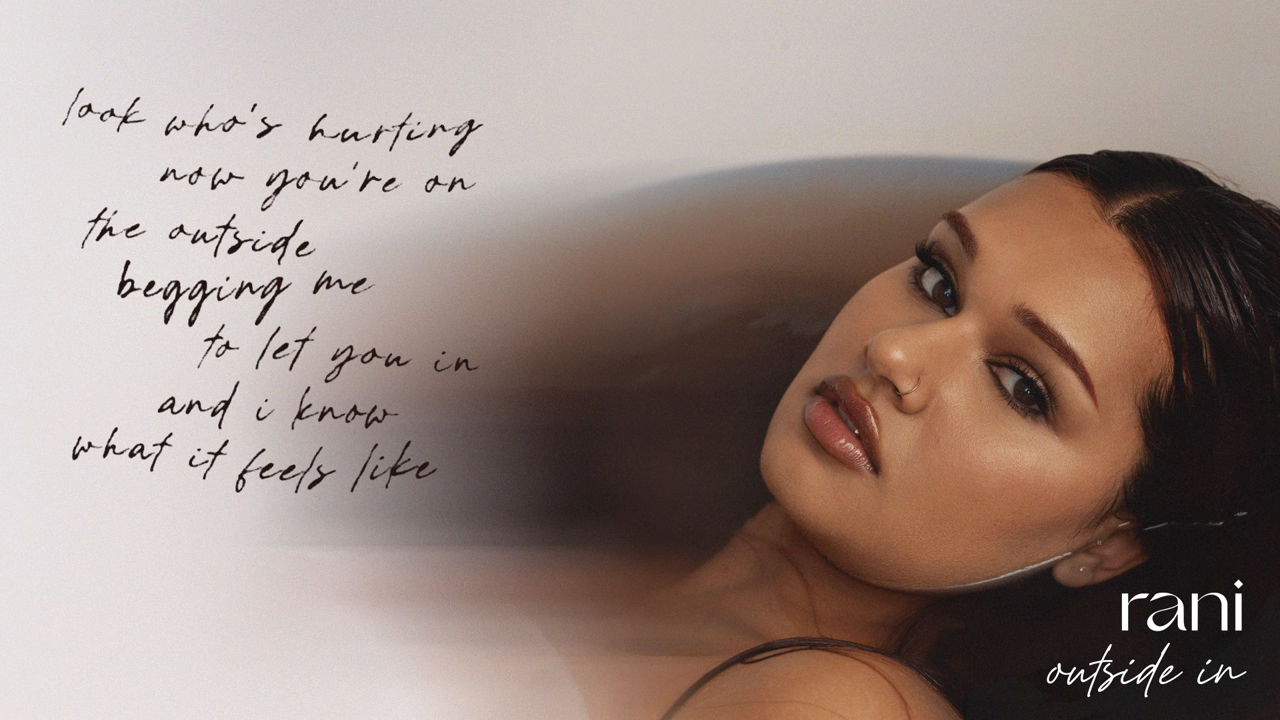 look who's hurting
now you're on
the outside
begging me
to let you in
and i know
what it feels like
rani
outside in